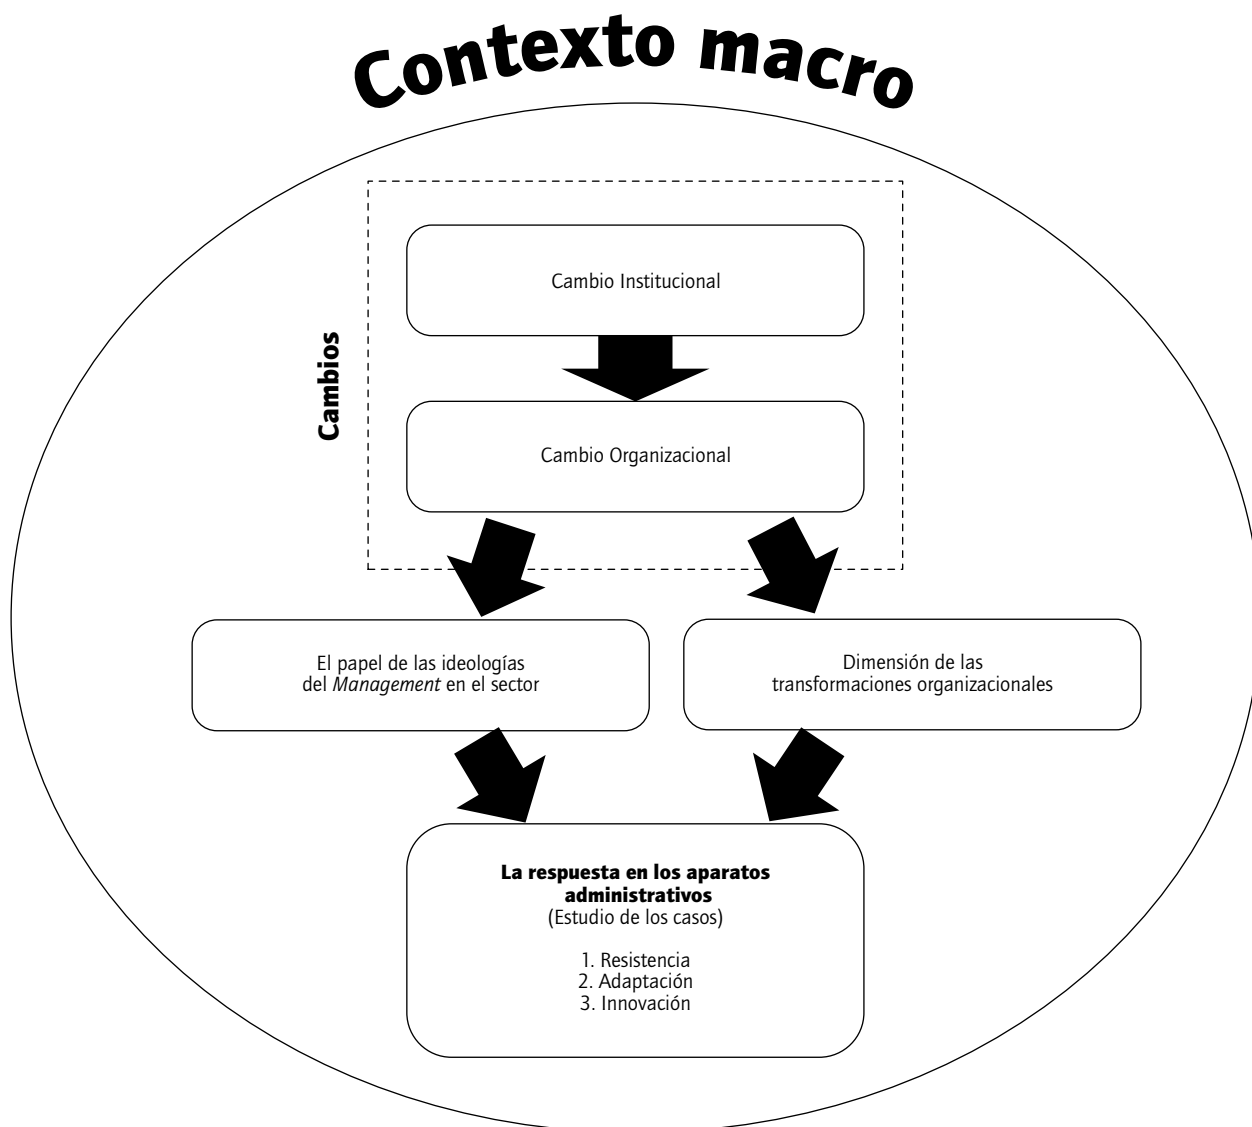 Contexto macro
Cambios
Cambio Institucional
Cambio Organizacional
El papel de las ideologías
del Management en el sector
Dimensión de las
transformaciones organizacionales
La respuesta en los aparatos
administrativos
(Estudio de los casos)
1. Resistencia
2. Adaptación
3. Innovación